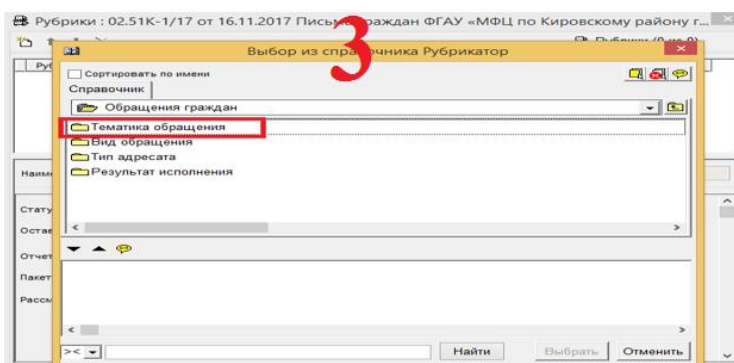 Рубрики : 02.51К-1/17 от 16.11.2017 Письма граждан ФГАУ «МФЦ по Кировскому району г...
3
Выбор из справочника Рубрикатор
Сортировать по имени
Справочник
Обращения граждан
Тематика обращения
Вид обращения
Тип адресата
Результат исполнения
>< Найти Выбрать Отменить